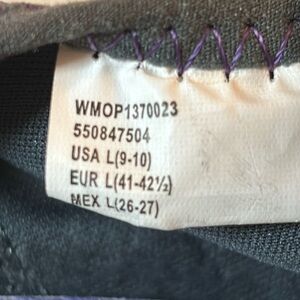 WMOP1370023
550847504
USA L(9-10)
EUR L(41-42½)
MEX L(26-27)